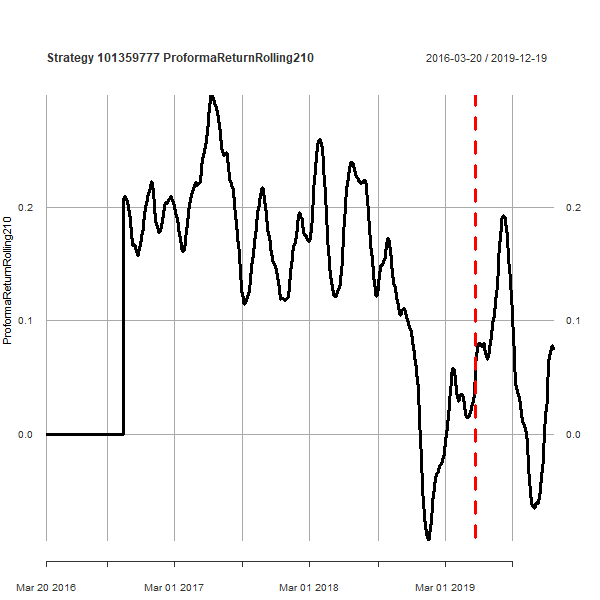 Strategy 101359777 ProformaReturnRolling210
2016-03-20 / 2019-12-19
ProformaReturnRolling210
0.2
0.2
0.1
0.1
0.0
0.0
Mar 20 2016
Mar 01 2017
Mar 01 2018
Mar 01 2019